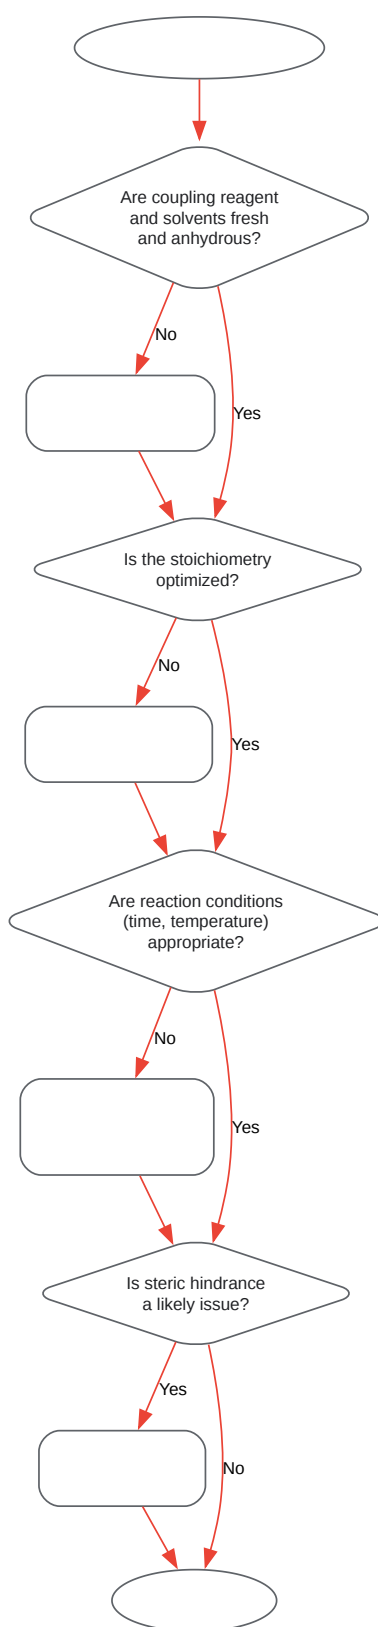 Are coupling reagent
and solvents fresh
and anhydrous?
No
Yes
Is the stoichiometry
optimized?
No
Yes
Are reaction conditions
(time, temperature)
appropriate?
No
Yes
Is steric hindrance
a likely issue?
Yes
No